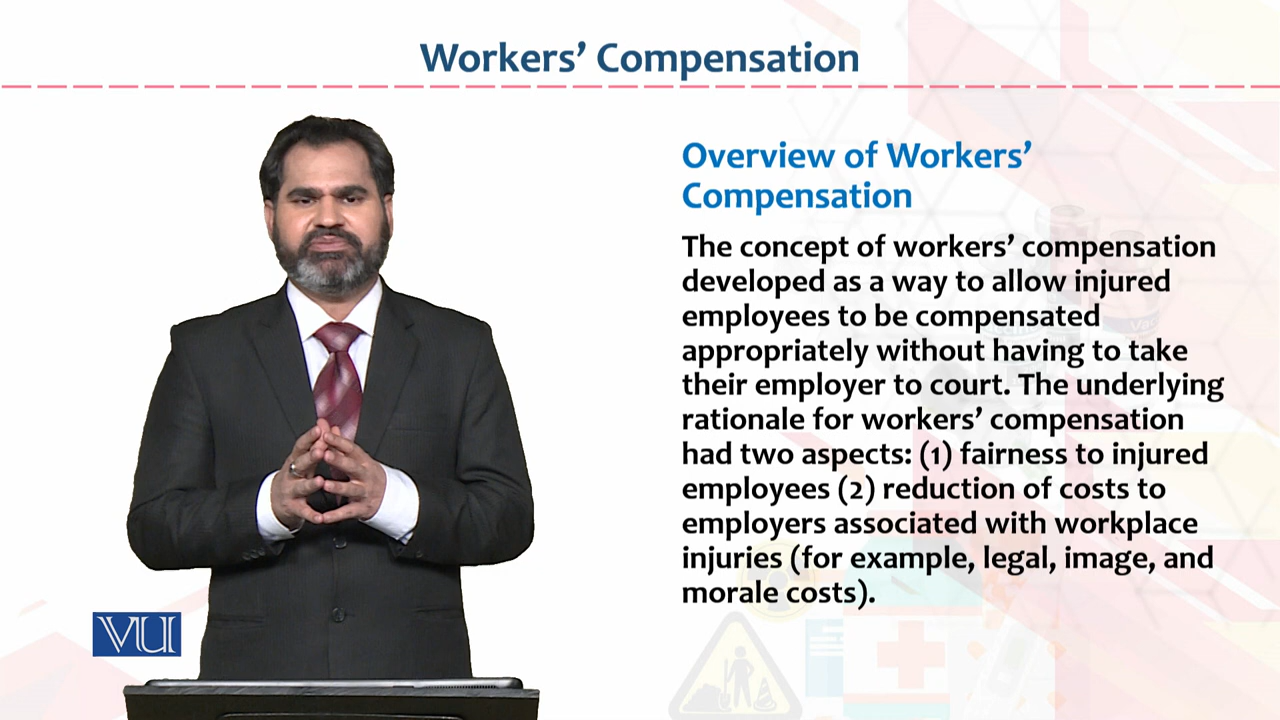 Workers’ Compensation
Overview of Workers’
Compensation
The concept of workers’ compensation
developed as a way to allow injured
employees to be compensated
appropriately without having to take
their employer to court. The underlying
rationale for workers’ compensation
had two aspects: (1) fairness to injured
employees (2) reduction of costs to
employers associated with workplace
injuries (for example, legal, image, and
morale costs).
VU